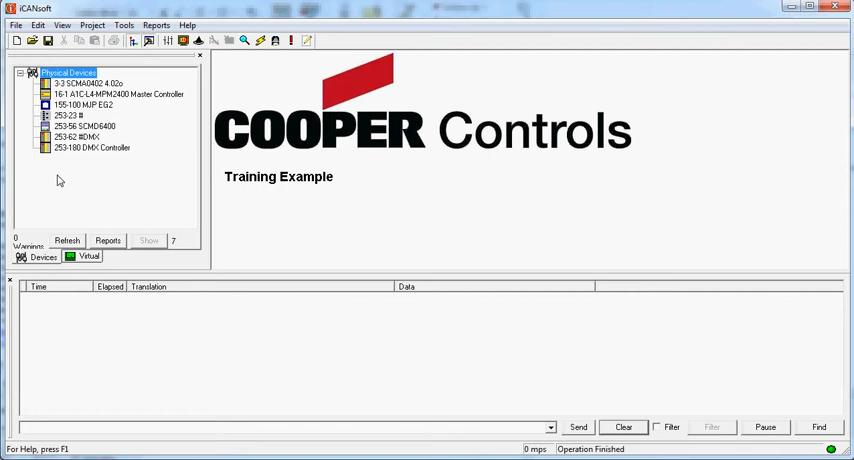 iCANsoft
File Edit View Project Tools Reports Help
Physical Devices
3-3 SCMA0402 4.02o
16-1 A1C-L4-MPM2400 Master Controller
155-100 MJP EG2
253-23 #
253-56 SCMD6400
253-62 #DMX
253-180 DMX Controller
0 Warnings
Refresh Reports Show 7
Devices Virtual
COOPER Controls
Training Example
Time Elapsed Translation Data
Send Clear Filter Filter Pause Find
For Help, press F1 0 mps Operation Finished